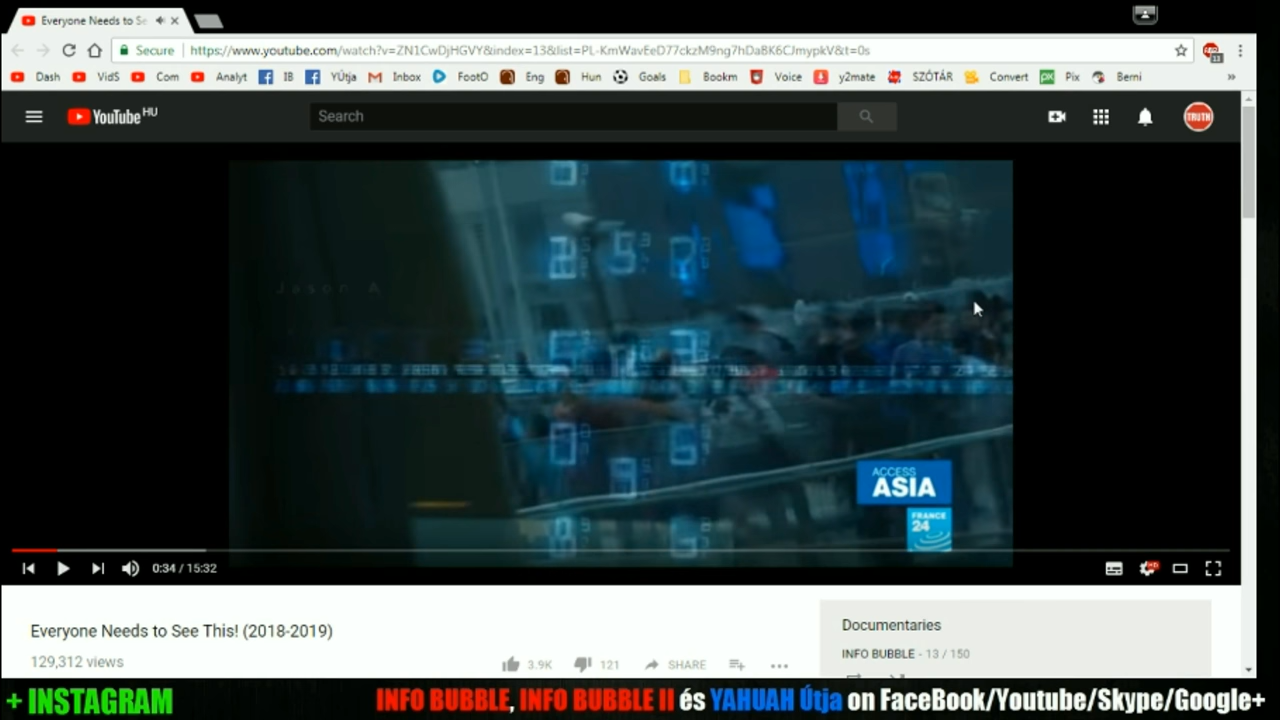 Everyone Needs to Se
Secure https://www.youtube.com/watch?v=ZN1CwDjHGVY&index=13&list=PL-KmWavEeD77ckzM9ng7hDaBK6CJmypkV&t=0s
13
Dash VidS Com Analyt IB YÚtja Inbox FootO Eng Hun Goals Bookm Voice y2mate SZÓTÁR Convert Pix Berni »
YouTube HU Search TRUTH
Jason A
ACCESS
ASIA
FRANCE
24
0:34 / 15:32 HD
Everyone Needs to See This! (2018-2019)
129,312 views
3.9K 121 SHARE
Documentaries
INFO BUBBLE - 13 / 150
+ INSTAGRAM INFO BUBBLE, INFO BUBBLE II és YAHUAH Útja on FaceBook/Youtube/Skype/Google+